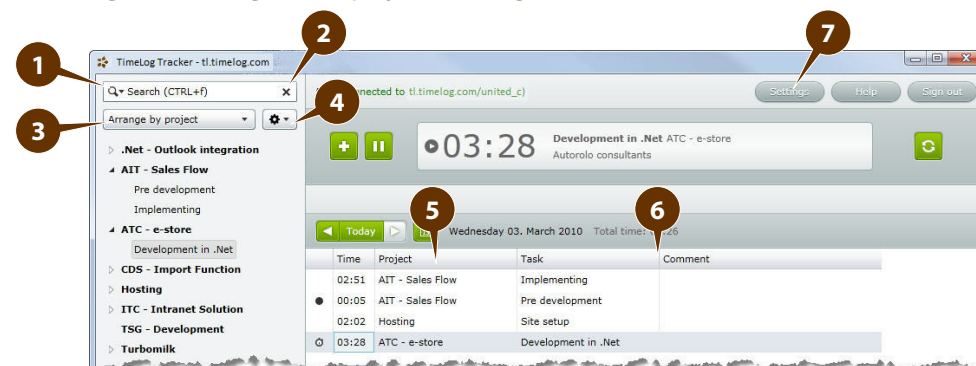 2
7
1
TimeLog Tracker - tl.timelog.com
Search (CTRL+f)
connected to tl.timelog.com/united_c)
Settings
Help
Sign out
4
3
Arrange by project
.Net - Outlook integration
AIT - Sales Flow
Pre development
Implementing
ATC - e-store
Development in .Net
CDS - Import Function
Hosting
ITC - Intranet Solution
TSG - Development
Turbomilk
03:28
Development in .Net ATC - e-store
Autorolo consultants
5
6
Today
Wednesday 03. March 2010 Total time:
Time Project Task Comment
02:51 AIT - Sales Flow Implementing
00:05 AIT - Sales Flow Pre development
02:02 Hosting Site setup
03:28 ATC - e-store Development in .Net